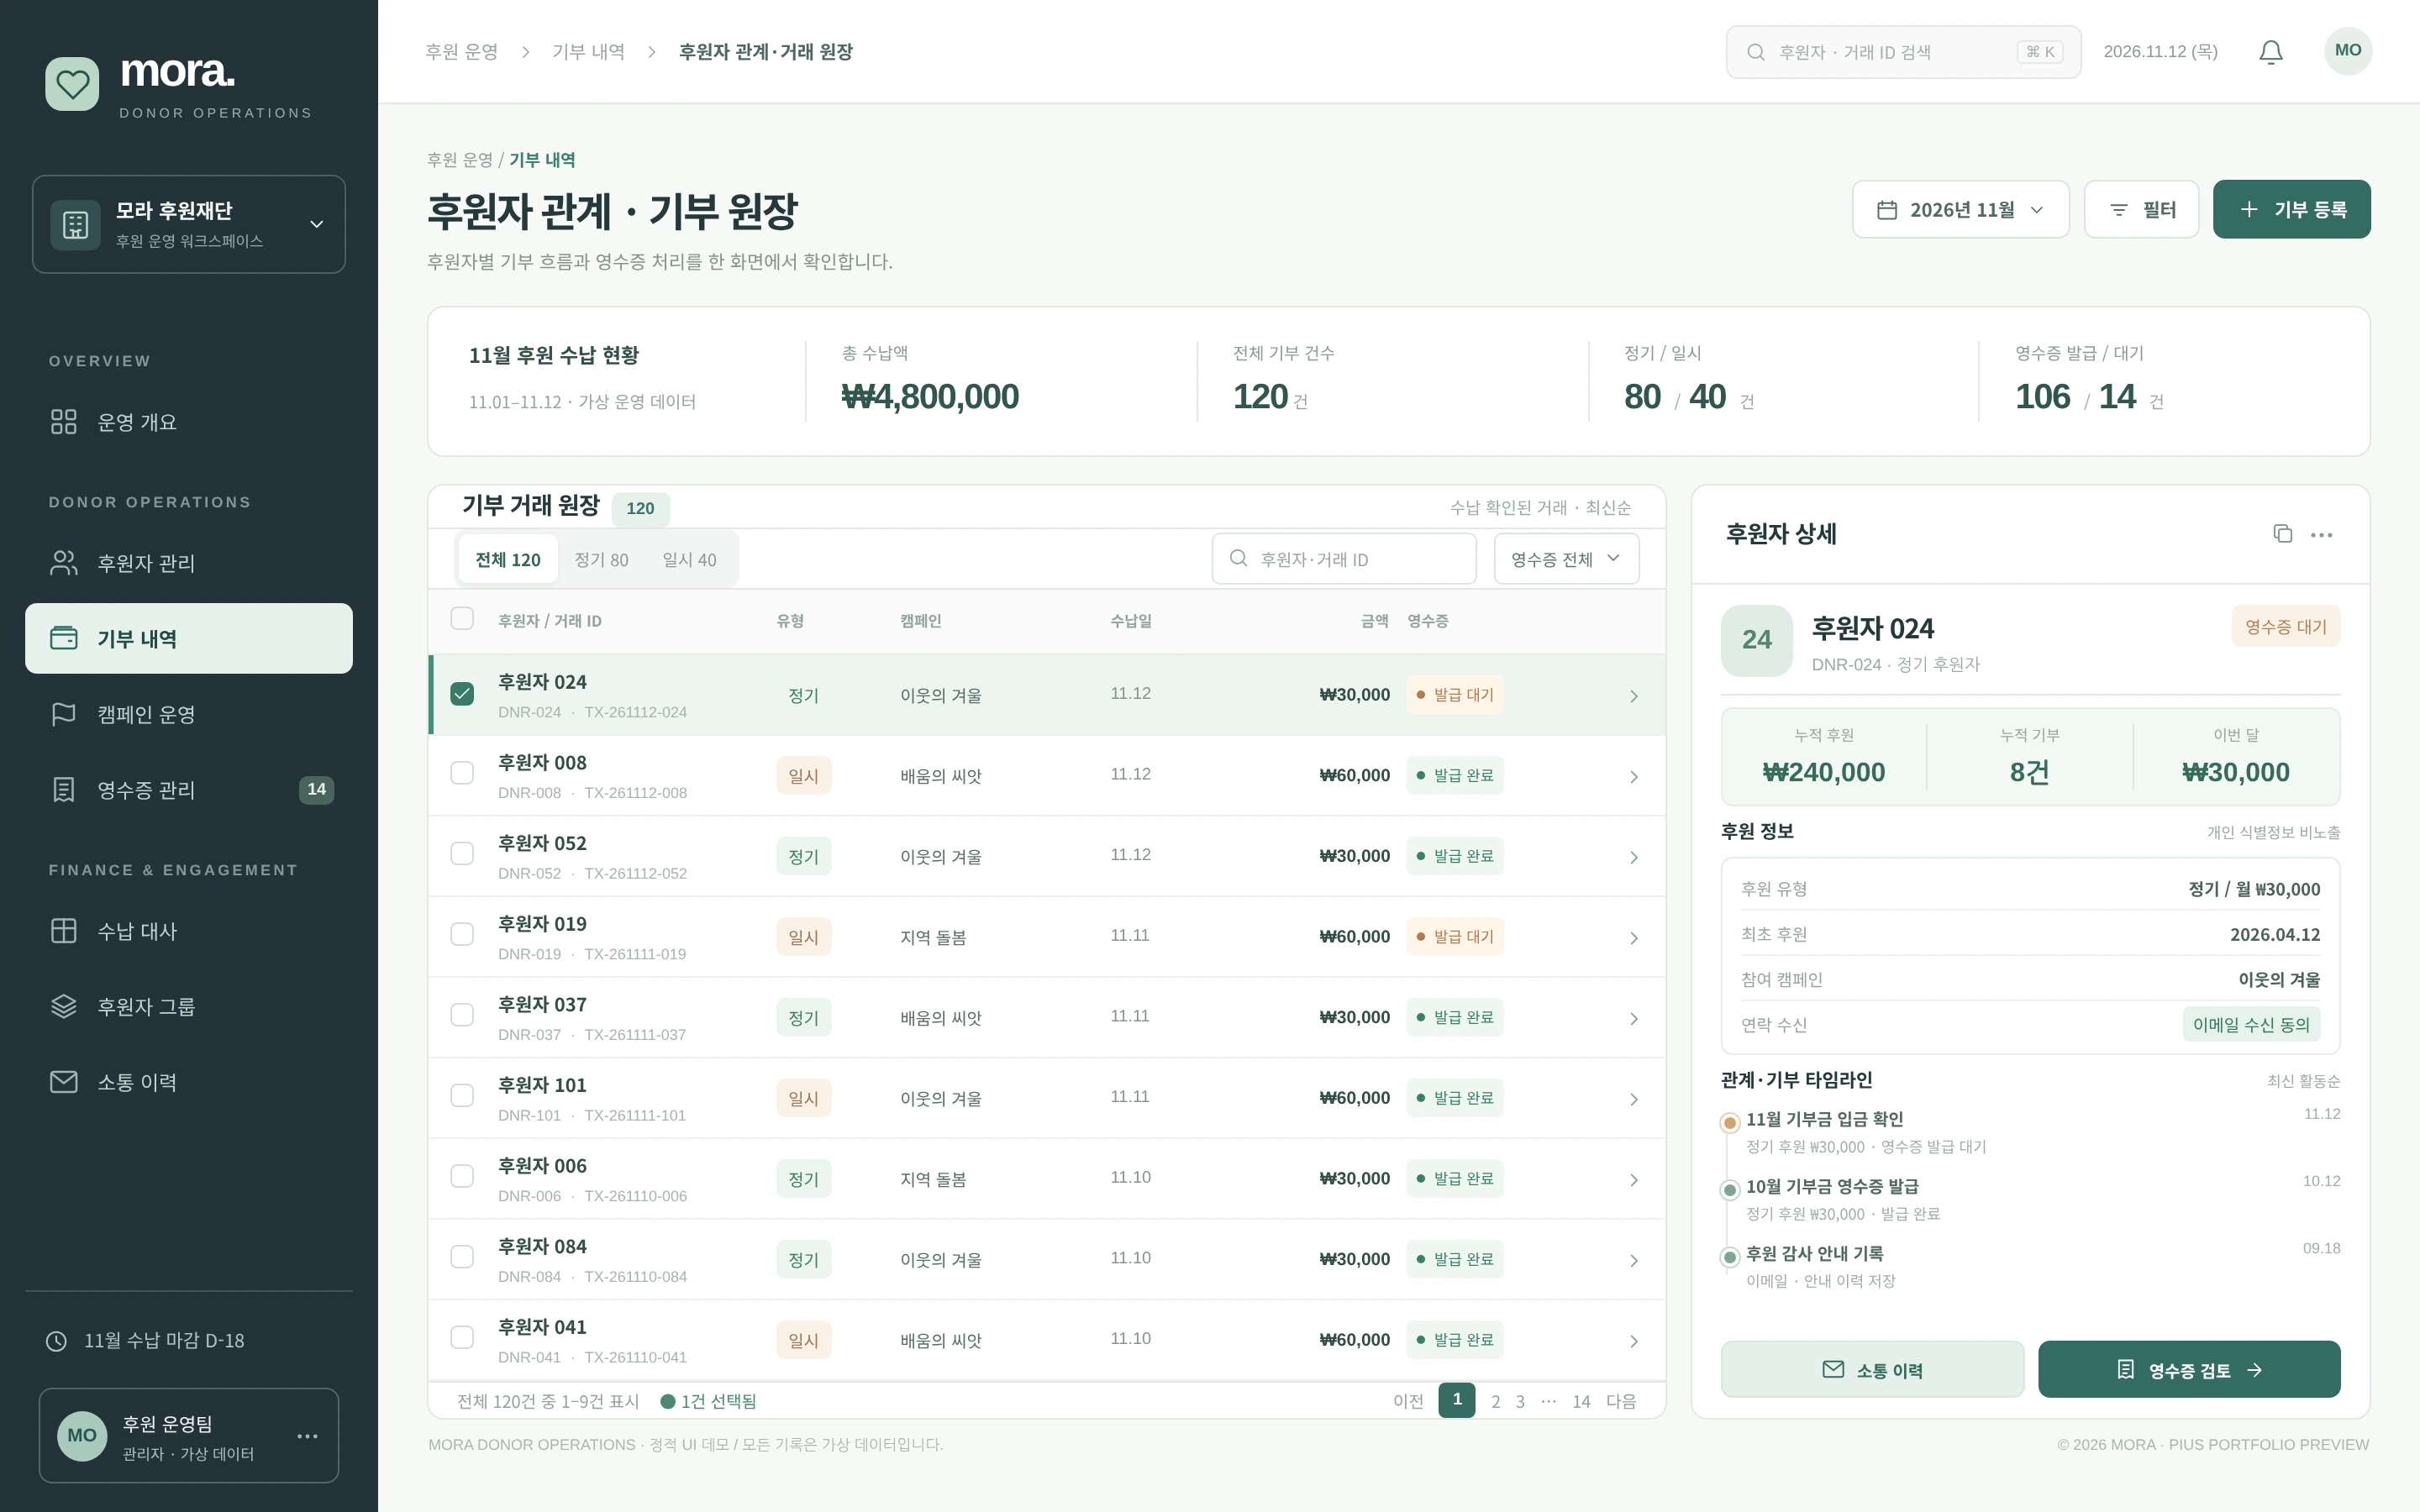 mora.
DONOR OPERATIONS
모라 후원재단
후원 운영 워크스페이스
OVERVIEW
운영 개요
DONOR OPERATIONS
후원자 관리
기부 내역
캠페인 운영
영수증 관리 14
FINANCE & ENGAGEMENT
수납 대사
후원자 그룹
소통 이력
11월 수납 마감 D-18
MO 후원 운영팀
관리자 · 가상 데이터
후원 운영 기부 내역 후원자 관계·거래 원장
후원자 · 거래 ID 검색 ⌘ K 2026.11.12 (목) MO
후원 운영 / 기부 내역
후원자 관계 · 기부 원장
후원자별 기부 흐름과 영수증 처리를 한 화면에서 확인합니다.
2026년 11월 필터 기부 등록
11월 후원 수납 현황
11.01–11.12 · 가상 운영 데이터
총 수납액
₩4,800,000
전체 기부 건수
120 건
정기 / 일시
80 / 40 건
영수증 발급 / 대기
106 / 14 건
기부 거래 원장 120 수납 확인된 거래 · 최신순
전체 120 정기 80 일시 40 후원자·거래 ID 영수증 전체
후원자 / 거래 ID 유형 캠페인 수납일 금액 영수증
후원자 024 정기 이웃의 겨울 11.12 ₩30,000 발급 대기
DNR-024 · TX-261112-024
후원자 008 일시 배움의 씨앗 11.12 ₩60,000 발급 완료
DNR-008 · TX-261112-008
후원자 052 정기 이웃의 겨울 11.12 ₩30,000 발급 완료
DNR-052 · TX-261112-052
후원자 019 일시 지역 돌봄 11.11 ₩60,000 발급 대기
DNR-019 · TX-261111-019
후원자 037 정기 배움의 씨앗 11.11 ₩30,000 발급 완료
DNR-037 · TX-261111-037
후원자 101 일시 이웃의 겨울 11.11 ₩60,000 발급 완료
DNR-101 · TX-261111-101
후원자 006 정기 지역 돌봄 11.10 ₩30,000 발급 완료
DNR-006 · TX-261110-006
후원자 084 정기 이웃의 겨울 11.10 ₩30,000 발급 완료
DNR-084 · TX-261110-084
후원자 041 일시 배움의 씨앗 11.10 ₩60,000 발급 완료
DNR-041 · TX-261110-041
전체 120건 중 1–9건 표시 1건 선택됨 이전 1 2 3 ··· 14 다음
후원자 상세
24 후원자 024 영수증 대기
DNR-024 · 정기 후원자
누적 후원 누적 기부 이번 달
₩240,000 8건 ₩30,000
후원 정보 개인 식별정보 비노출
후원 유형 정기 / 월 ₩30,000
최초 후원 2026.04.12
참여 캠페인 이웃의 겨울
연락 수신 이메일 수신 동의
관계·기부 타임라인 최신 활동순
11월 기부금 입금 확인 11.12
정기 후원 ₩30,000 · 영수증 발급 대기
10월 기부금 영수증 발급 10.12
정기 후원 ₩30,000 · 발급 완료
후원 감사 안내 기록 09.18
이메일 · 안내 이력 저장
소통 이력 영수증 검토
MORA DONOR OPERATIONS · 정적 UI 데모 / 모든 기록은 가상 데이터입니다.
© 2026 MORA · PIUS PORTFOLIO PREVIEW